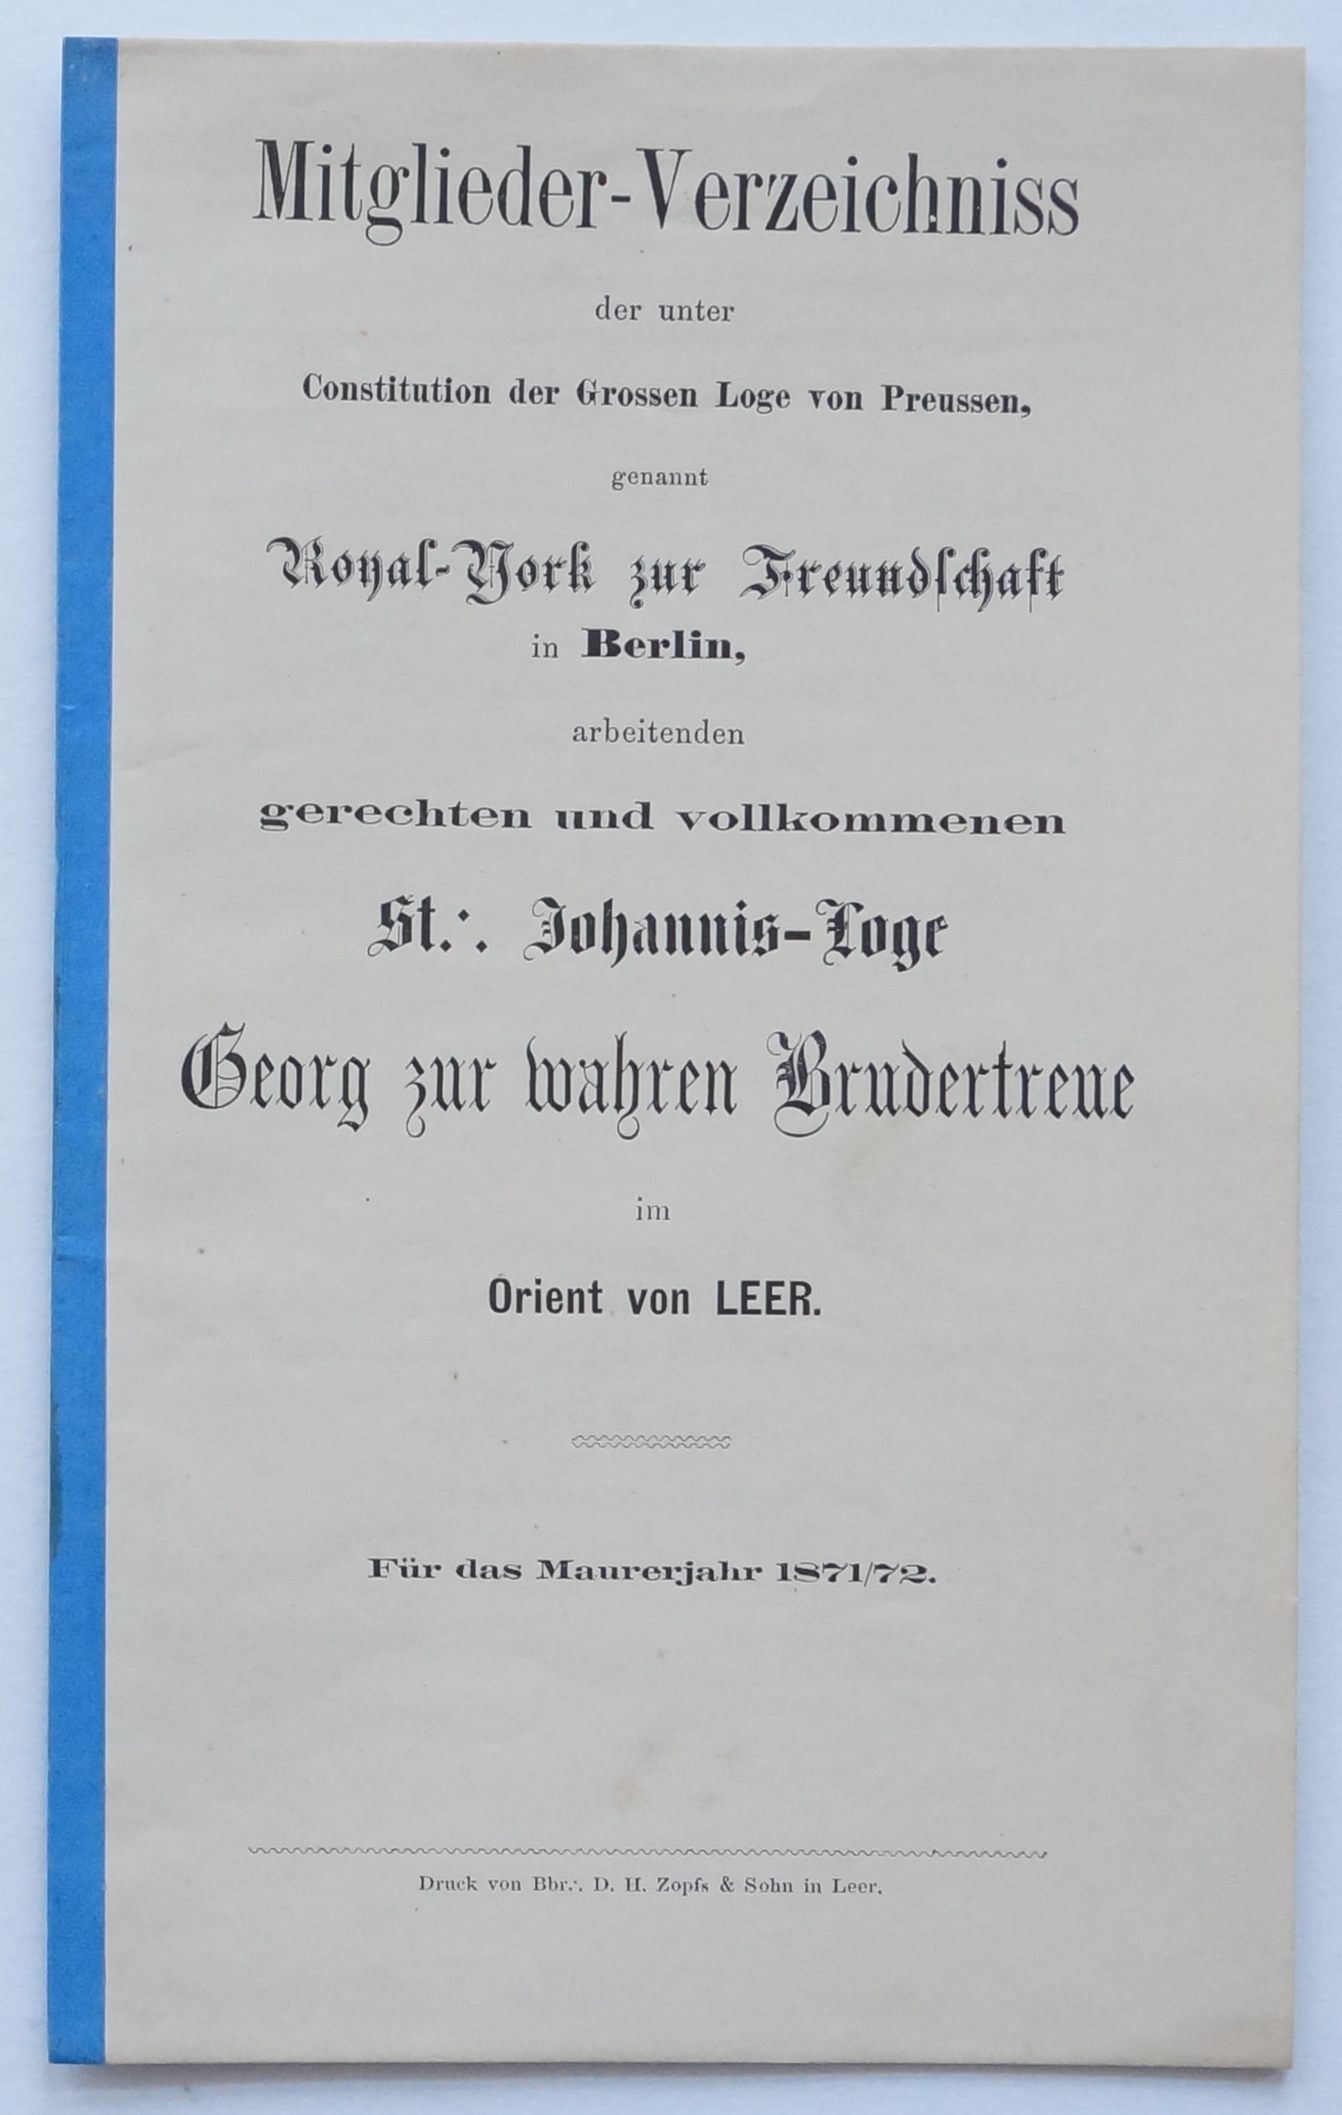 Mitglieder-Verzeichniss
der unter
Constitution der Grossen Loge von Preussen,
genannt
Royal-York zur Freundschaft
in Berlin,
arbeitenden
gerechten und vollkommenen
St.·. Johannis-Loge
Georg zur wahren Brudertreue
im
Orient von LEER.
Für das Maurerjahr 1871/72.
Druck von Bbr.·. D. H. Zopfs & Sohn in Leer.